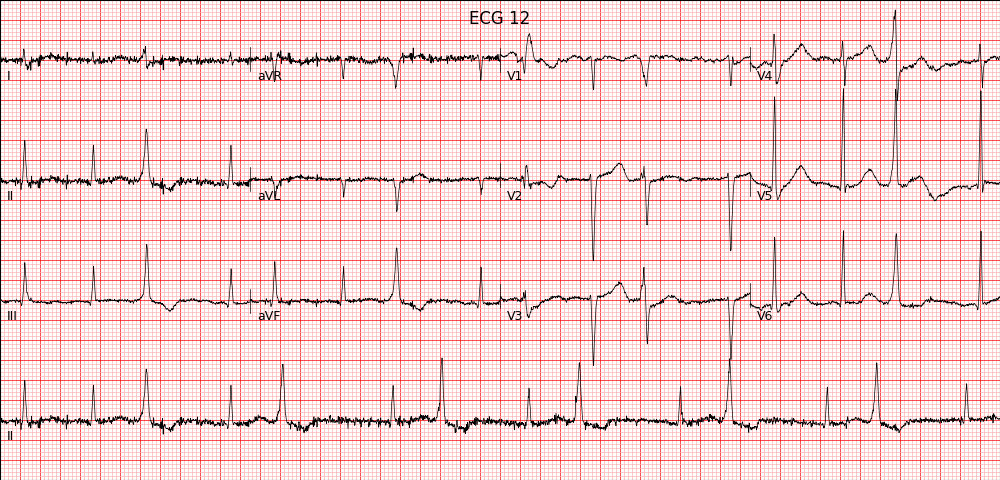 ECG 12
I aVR V1 V4
II aVL V2 V5
III aVF V3 V6
II